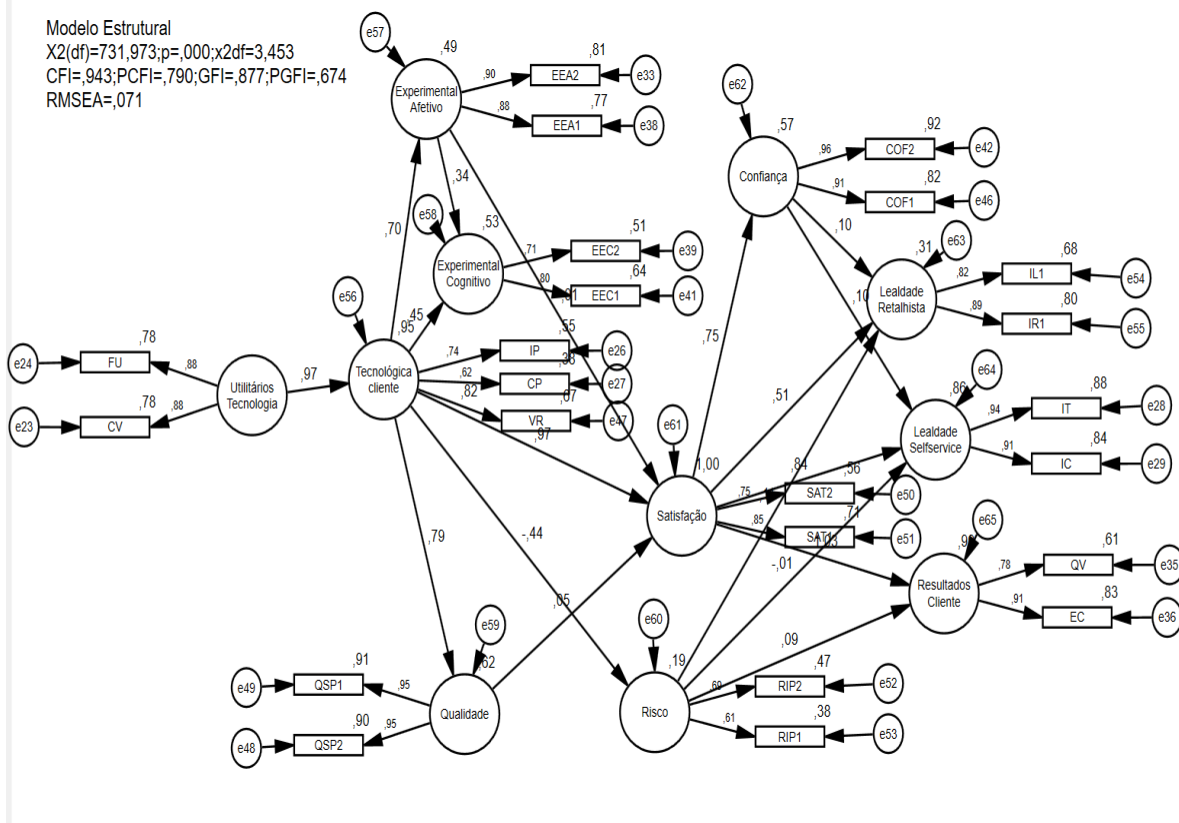 Modelo Estrutural
X2(df)=731,973;p=,000;x2df=3,453
CFI=,943;PCFI=,790;GFI=,877;PGFI=,674
RMSEA=,071
e57
,49
Experimental
Afetivo
,90
EEA2
,81
e33
,88
EEA1
,77
e38
e62
,57
Confiança
,96
COF2
,92
e42
,91
COF1
,82
e46
,34
,53
,70
e58
Experimental
Cognitivo
,71
EEC2
,51
e39
,80
EEC1
,64
e41
,10
,31
e63
Lealdade
Retalhista
,82
IL1
,68
e54
,89
IR1
,80
e55
,10
,75
,51
e56
,95
,45
Tecnológica
cliente
,74
IP
,55
e26
,62
CP
e27
,82
VR
,67
e47
,97
e24
FU
,78
,88
e23
CV
,78
,88
Utilitários
Tecnologia
,97
,86
e64
Lealdade
Selfservice
,94
IT
,88
e28
,91
IC
,84
e29
e61
1,00
Satisfação
,84
,75
SAT2
,56
e50
,85
,71
e51
-,01
,79
-,44
,05
e65
Resultados
Cliente
,78
QV
,61
e35
,91
EC
,83
e36
,09
e59
,62
Qualidade
e49
QSP1
,91
,95
e48
QSP2
,90
,95
e60
,19
Risco
,69
RIP2
,47
e52
,61
RIP1
,38
e53